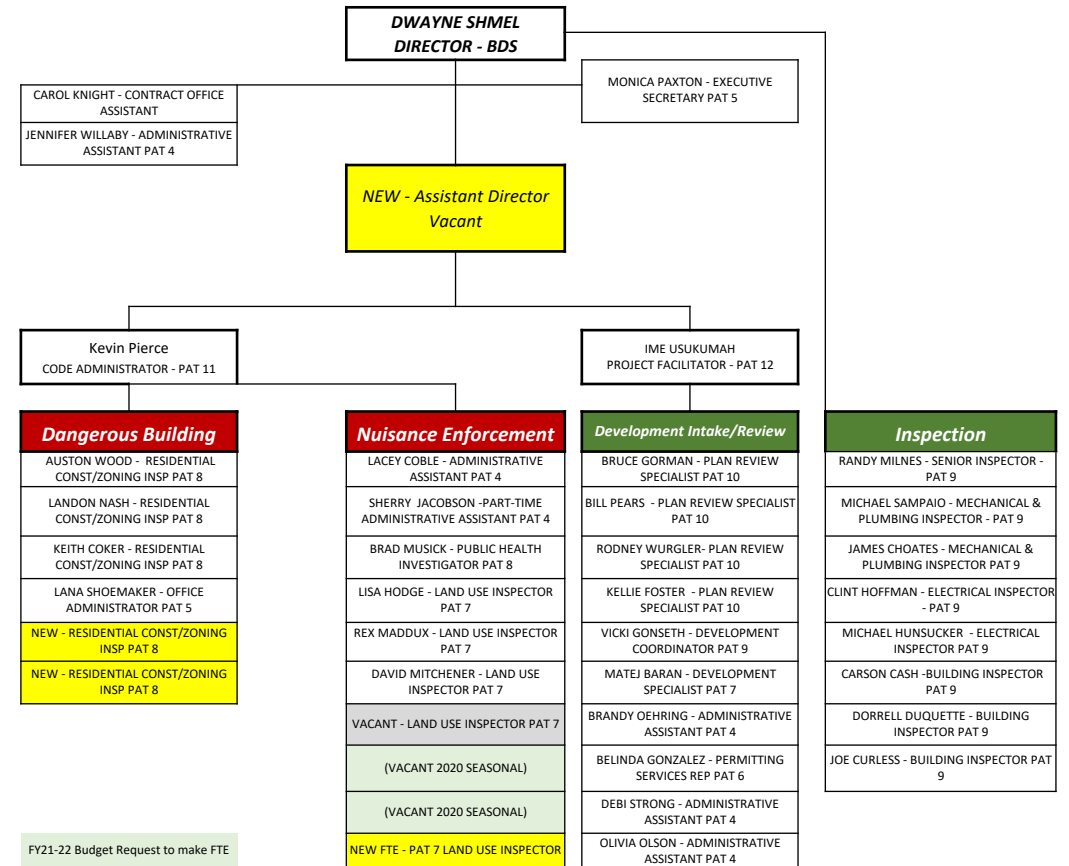 DWAYNE SHMEL
DIRECTOR - BDS
CAROL KNIGHT - CONTRACT OFFICE
ASSISTANT
JENNIFER WILLABY - ADMINISTRATIVE
ASSISTANT PAT 4
MONICA PAXTON - EXECUTIVE
SECRETARY PAT 5
NEW - Assistant Director
Vacant
Kevin Pierce
CODE ADMINISTRATOR - PAT 11
IME USUKUMAH
PROJECT FACILITATOR - PAT 12
Dangerous Building
AUSTON WOOD - RESIDENTIAL
CONST/ZONING INSP PAT 8
LANDON NASH - RESIDENTIAL
CONST/ZONING INSP PAT 8
KEITH COKER - RESIDENTIAL
CONST/ZONING INSP PAT 8
LANA SHOEMAKER - OFFICE
ADMINISTRATOR PAT 5
NEW - RESIDENTIAL CONST/ZONING
INSP PAT 8
NEW - RESIDENTIAL CONST/ZONING
INSP PAT 8
FY21-22 Budget Request to make FTE
Nuisance Enforcement
LACEY COBLE - ADMINISTRATIVE
ASSISTANT PAT 4
SHERRY JACOBSON -PART-TIME
ADMINISTRATIVE ASSISTANT PAT 4
BRAD MUSICK - PUBLIC HEALTH
INVESTIGATOR PAT 8
LISA HODGE - LAND USE INSPECTOR
PAT 7
REX MADDUX - LAND USE INSPECTOR
PAT 7
DAVID MITCHENER - LAND USE
INSPECTOR PAT 7
VACANT - LAND USE INSPECTOR PAT 7
(VACANT 2020 SEASONAL)
(VACANT 2020 SEASONAL)
NEW FTE - PAT 7 LAND USE INSPECTOR
Development Intake/Review
BRUCE GORMAN - PLAN REVIEW
SPECIALIST PAT 10
BILL PEARS - PLAN REVIEW SPECIALIST
PAT 10
RODNEY WURGLER- PLAN REVIEW
SPECIALIST PAT 10
KELLIE FOSTER - PLAN REVIEW
SPECIALIST PAT 10
VICKI GONSETH - DEVELOPMENT
COORDINATOR PAT 9
MATEJ BARAN - DEVELOPMENT
SPECIALIST PAT 7
BRANDY OEHRING - ADMINISTRATIVE
ASSISTANT PAT 4
BELINDA GONZALEZ - PERMITTING
SERVICES REP PAT 6
DEBI STRONG - ADMINISTRATIVE
ASSISTANT PAT 4
OLIVIA OLSON - ADMINISTRATIVE
ASSISTANT PAT 4
Inspection
RANDY MILNES - SENIOR INSPECTOR -
PAT 9
MICHAEL SAMPAIO - MECHANICAL &
PLUMBING INSPECTOR - PAT 9
JAMES CHOATES - MECHANICAL &
PLUMBING INSPECTOR PAT 9
CLINT HOFFMAN - ELECTRICAL INSPECTOR
- PAT 9
MICHAEL HUNSUCKER - ELECTRICAL
INSPECTOR PAT 9
CARSON CASH -BUILDING INSPECTOR
PAT 9
DORRELL DUQUETTE - BUILDING
INSPECTOR PAT 9
JOE CURLESS - BUILDING INSPECTOR PAT
9